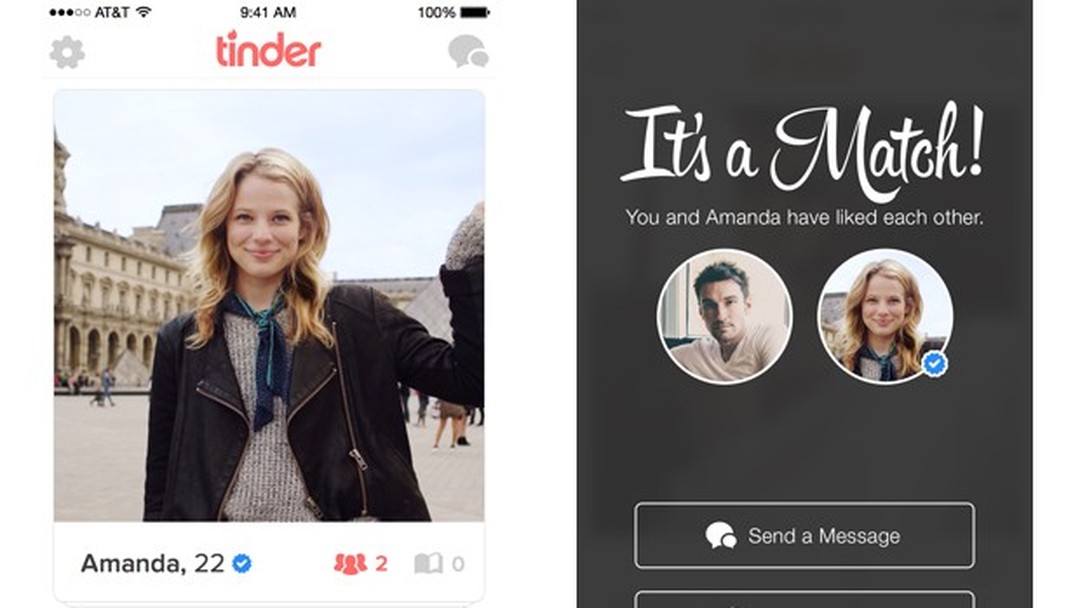 AT&T
9:41 AM
100%
tinder
Amanda, 22
2
0
It's a Match!
You and Amanda have liked each other.
Send a Message